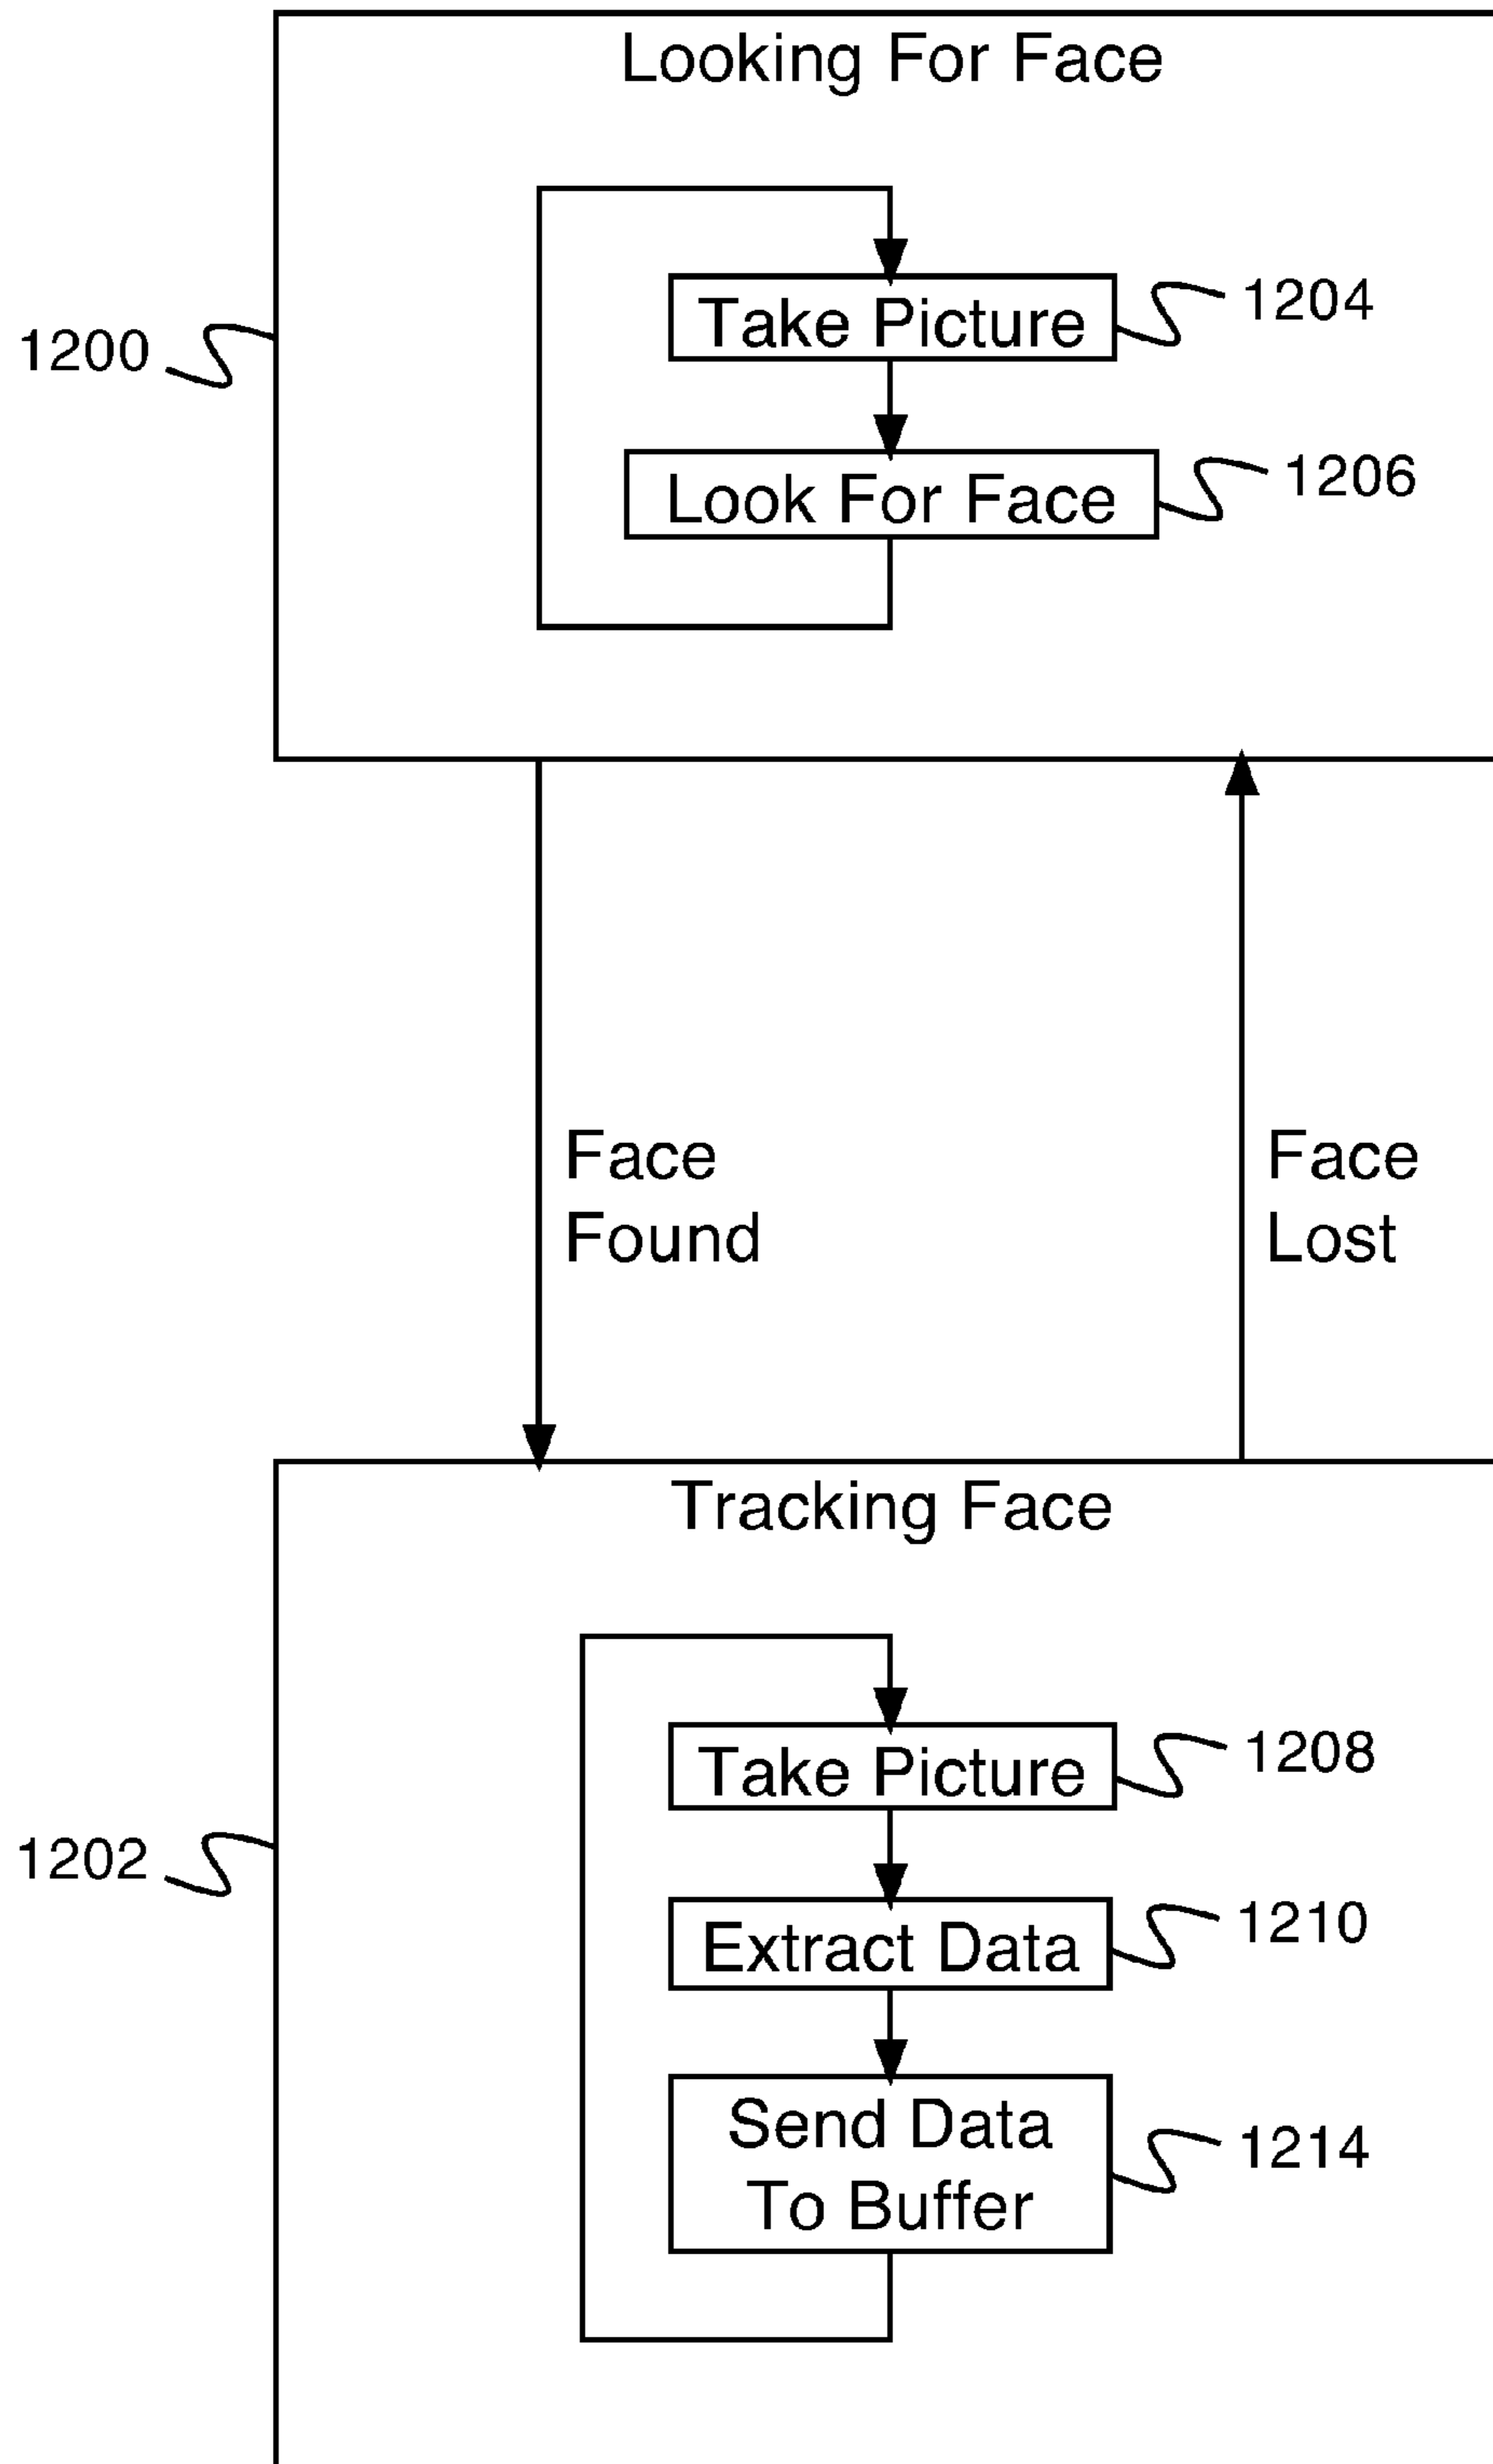 Looking For Face
Take Picture
1204
1200
Look For Face
1206
Face
Found
Face
Lost
Tracking Face
Take Picture
1208
1202
Extract Data
1210
Send Data
To Buffer
1214